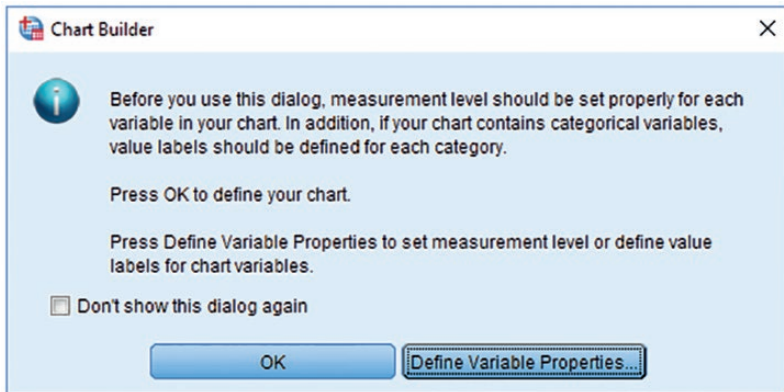 Chart Builder
Before you use this dialog, measurement level should be set properly for each
variable in your chart. In addition, if your chart contains categorical variables,
value labels should be defined for each category.
Press OK to define your chart.
Press Define Variable Properties to set measurement level or define value
labels for chart variables.
Don't show this dialog again
OK Define Variable Properties...